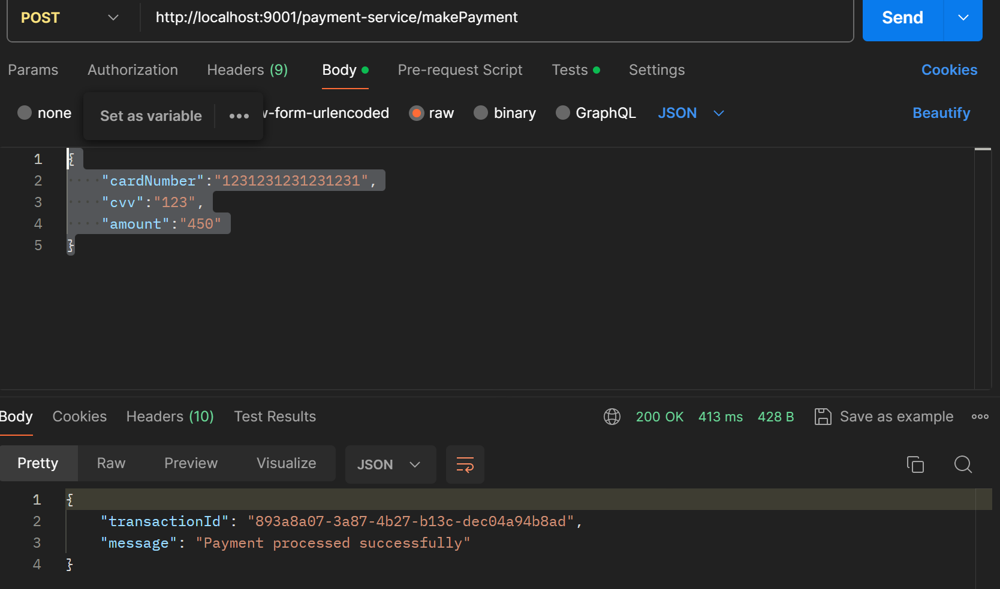 POST http://localhost:9001/payment-service/makePayment Send
Params Authorization Headers (9) Body Pre-request Script Tests Settings Cookies
none Set as variable ••• w-form-urlencoded raw binary GraphQL JSON Beautify
1 {
2 "cardNumber":"1231231231231231",
3 "cvv":"123",
4 "amount":"450"
5 }
Body Cookies Headers (10) Test Results 200 OK 413 ms 428 B Save as example
Pretty Raw Preview Visualize JSON
1 {
2 "transactionId": "893a8a07-3a87-4b27-b13c-dec04a94b8ad",
3 "message": "Payment processed successfully"
4 }